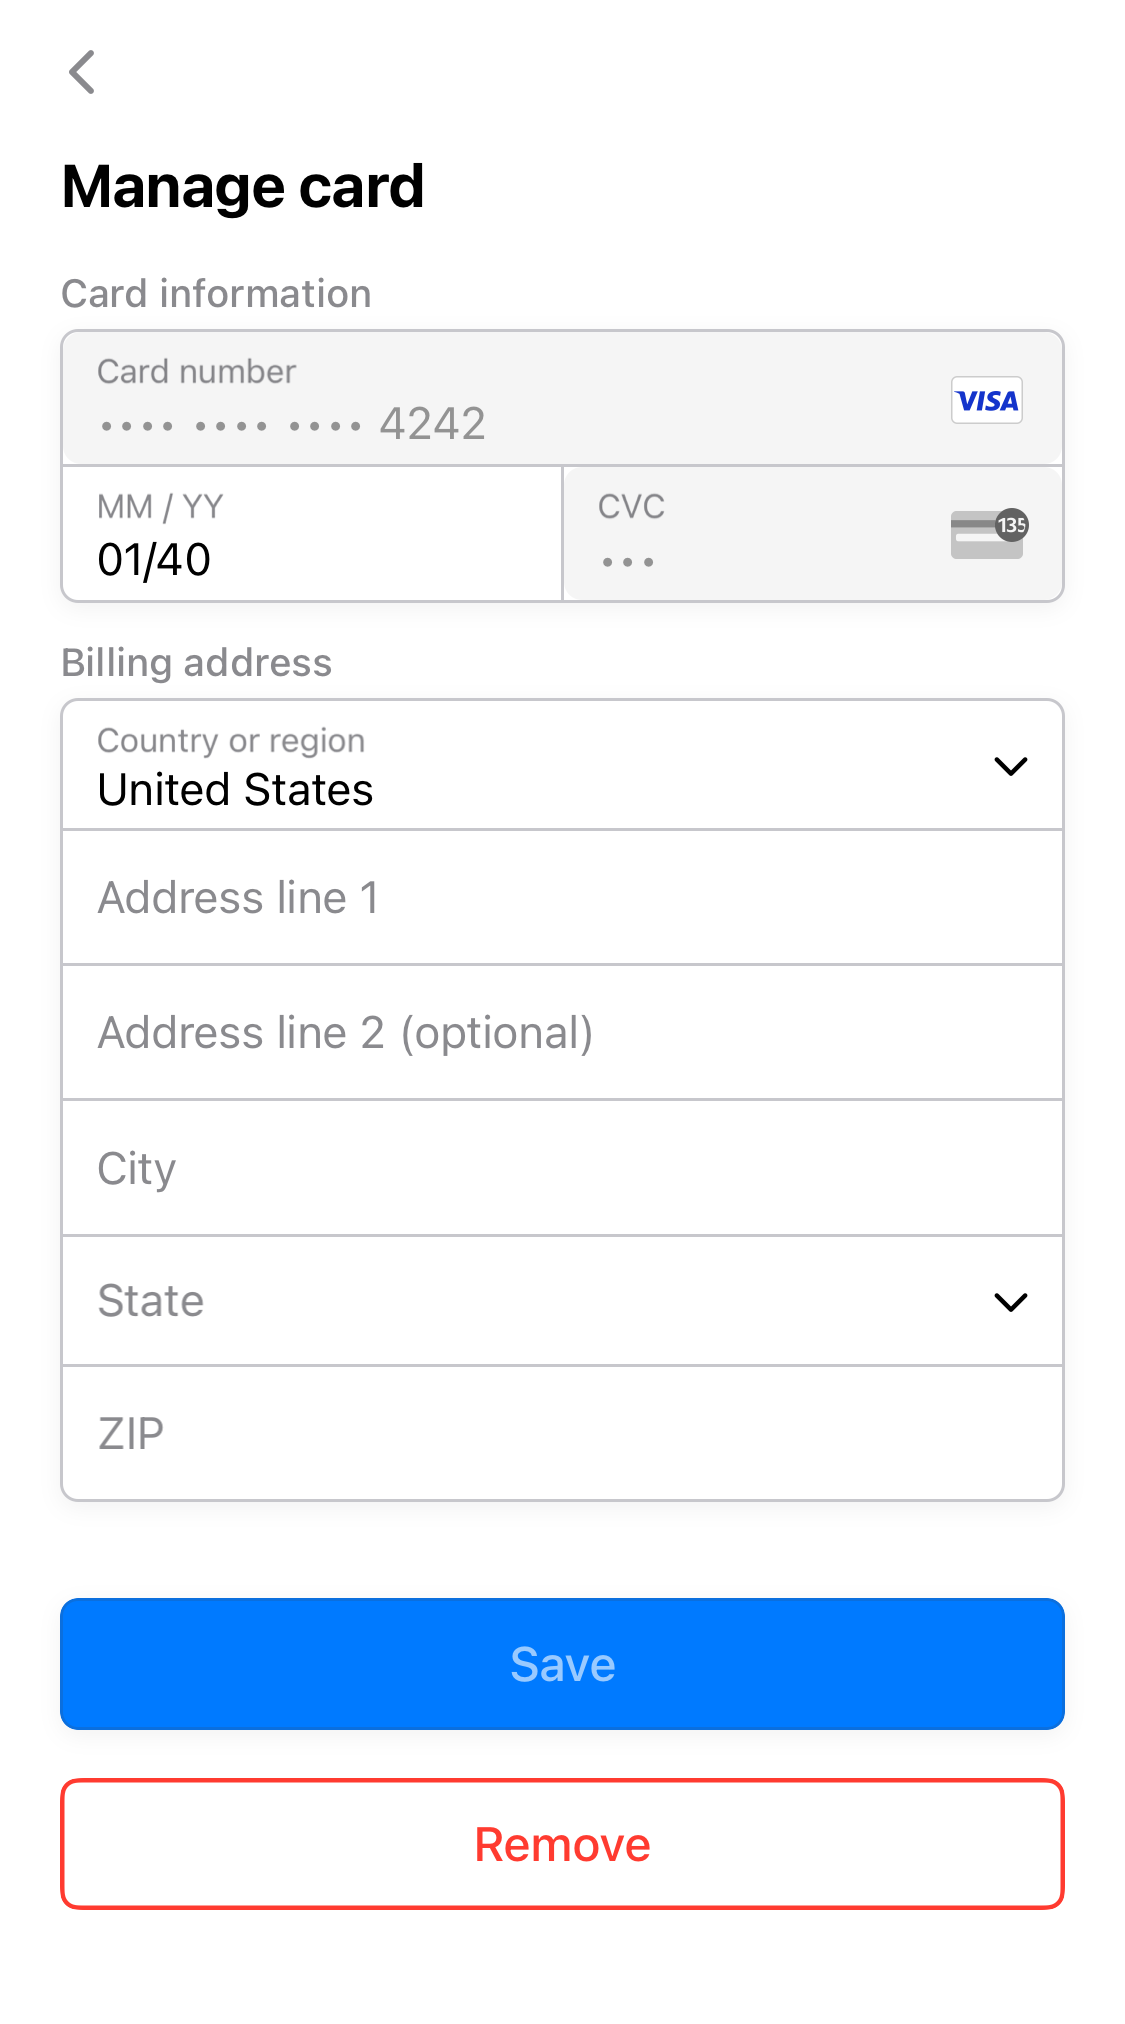 Manage card
Card information
Card number
•••• •••• •••• 4242
VISA
MM / YY
01/40
CVC
•••
135
Billing address
Country or region
United States
Address line 1
Address line 2 (optional)
City
State
ZIP
Save
Remove